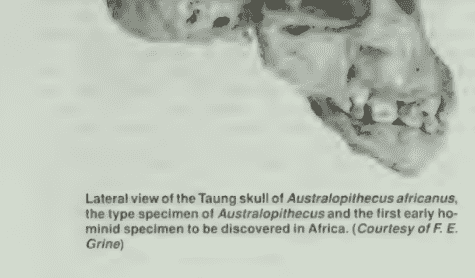 Lateral view of the Taung skull of Australopithecus africanus,
the type specimen of Australopithecus and the first early ho-
minid specimen to be discovered in Africa. (Courtesy of F. E.
Grine)